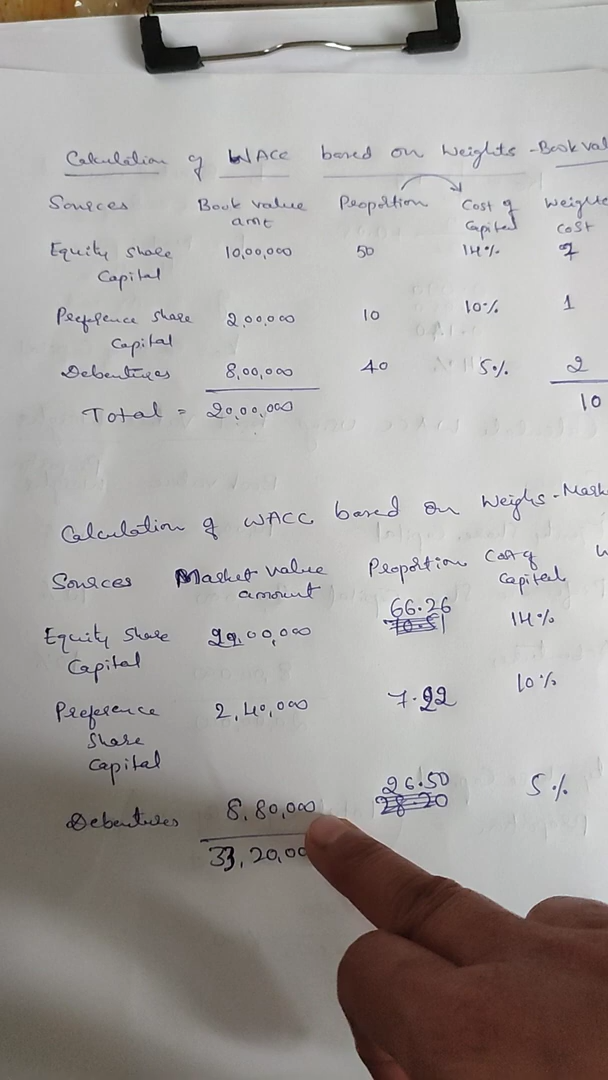 Calculation of WACC based on Weights - Book val
Sources Book value amt Proportion Cost of Capital Weighte cost
Equity share Capital 10,00,000 50 14% 7
Preference share Capital 2,00,000 10 10% 1
Debentures 8,00,000 40 5% 2
Total = 20,00,000 10
Calculation of WACC based on Weighs - Mark
Sources Market value amount Proportion Cost of Capital W
Equity Share Capital 22,00,000 66.26 14%
Preference Share Capital 2,40,000 7.22 10%
Debentures 8,80,000 26.50 5%
33,20,00